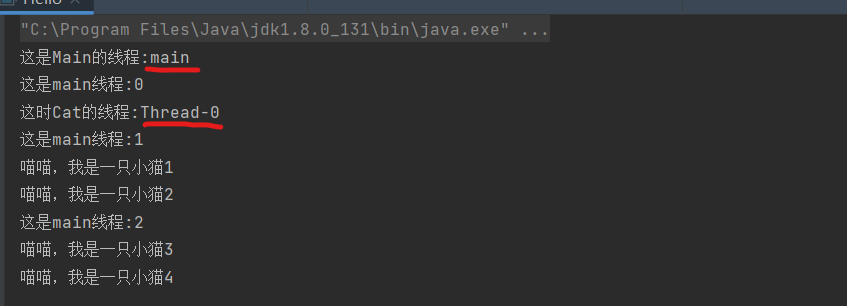 Hello
"C:\Program Files\Java\jdk1.8.0_131\bin\java.exe" ...
这是Main的线程:main
这是main线程:0
这时Cat的线程:Thread-0
这是main线程:1
喵喵，我是一只小猫1
喵喵，我是一只小猫2
这是main线程:2
喵喵，我是一只小猫3
喵喵，我是一只小猫4